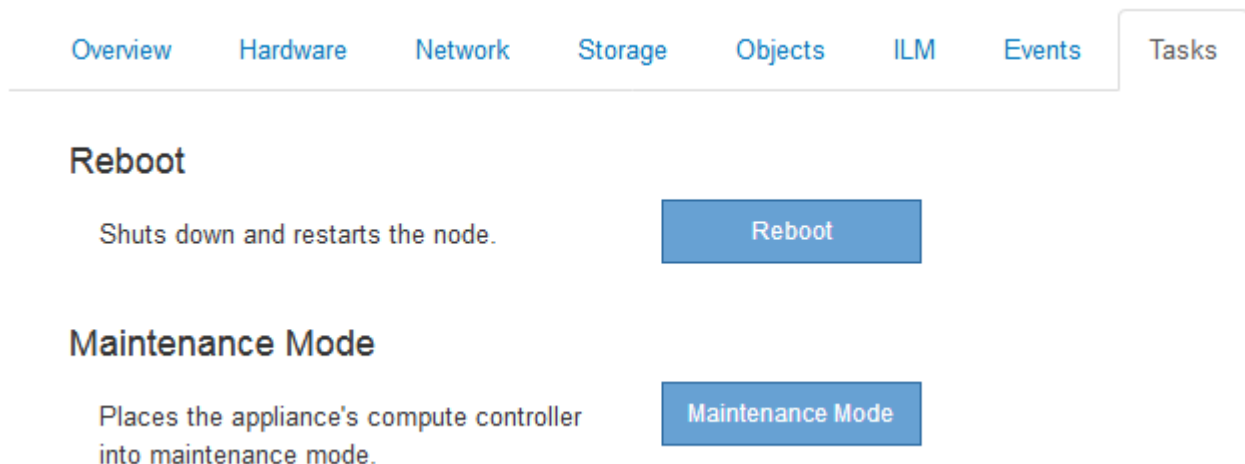 Overview Hardware Network Storage Objects ILM Events Tasks
Reboot
Shuts down and restarts the node.
Reboot
Maintenance Mode
Places the appliance's compute controller
into maintenance mode.
Maintenance Mode